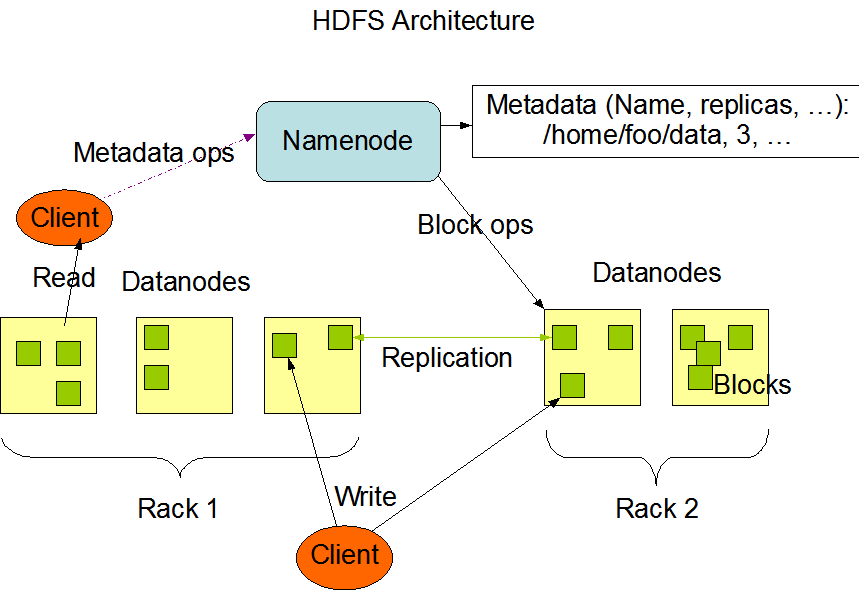 HDFS Architecture
Metadata (Name, replicas, …):
/home/foo/data, 3, …
Namenode
Metadata ops
Client
Block ops
Read
Datanodes
Datanodes
Replication
Blocks
Rack 1
Write
Rack 2
Client